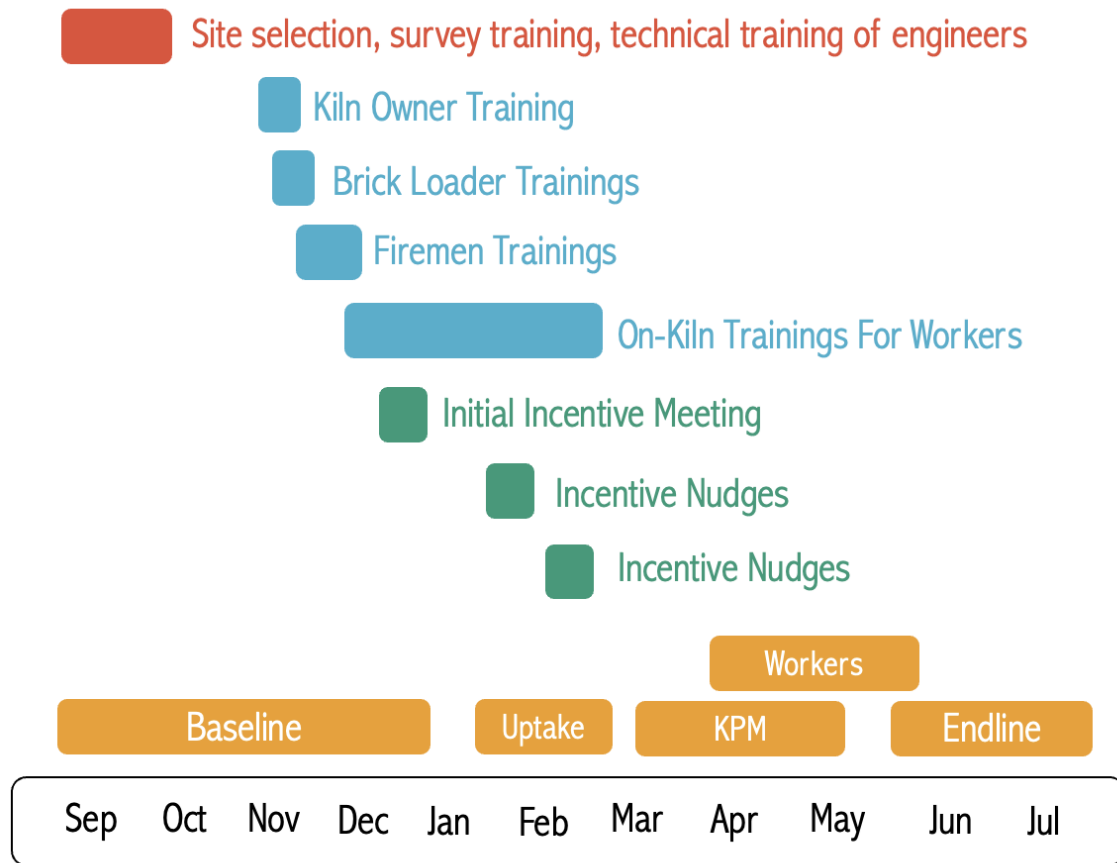 Site selection, survey training, technical training of engineers
Kiln Owner Training
Brick Loader Trainings
Firemen Trainings
On-Kiln Trainings For Workers
Initial Incentive Meeting
Incentive Nudges
Incentive Nudges
Workers
Baseline Uptake KPM Endline
Sep Oct Nov Dec Jan Feb Mar Apr May Jun Jul